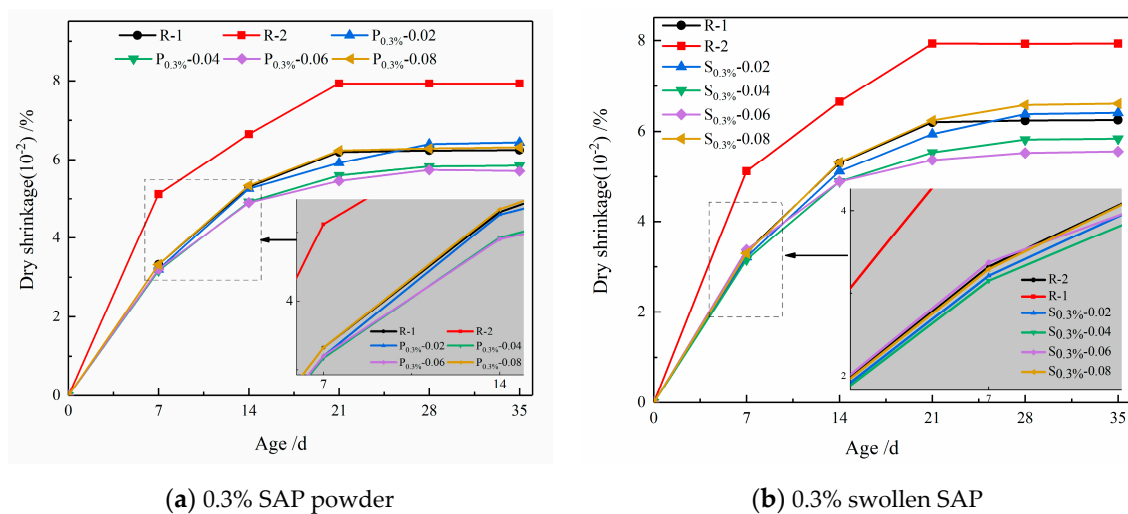 R-1 R-2 P0.3%-0.02
P0.3%-0.04 P0.3%-0.06 P0.3%-0.08
Dry shrinkage(10-2) /%
8
6
4
2
0
4
R-1 R-2
P0.3%-0.02 P0.3%-0.04
P0.3%-0.06 P0.3%-0.08
7 14
0 7 14 21 28 35
Age /d
(a) 0.3% SAP powder
R-1
R-2
S0.3%-0.02
S0.3%-0.04
S0.3%-0.06
S0.3%-0.08
Dry shrinkage(10-2) /%
8
6
4
2
0
4
2
R-2
R-1
S0.3%-0.02
S0.3%-0.04
S0.3%-0.06
S0.3%-0.08
7
0 7 14 21 28 35
Age /d
(b) 0.3% swollen SAP